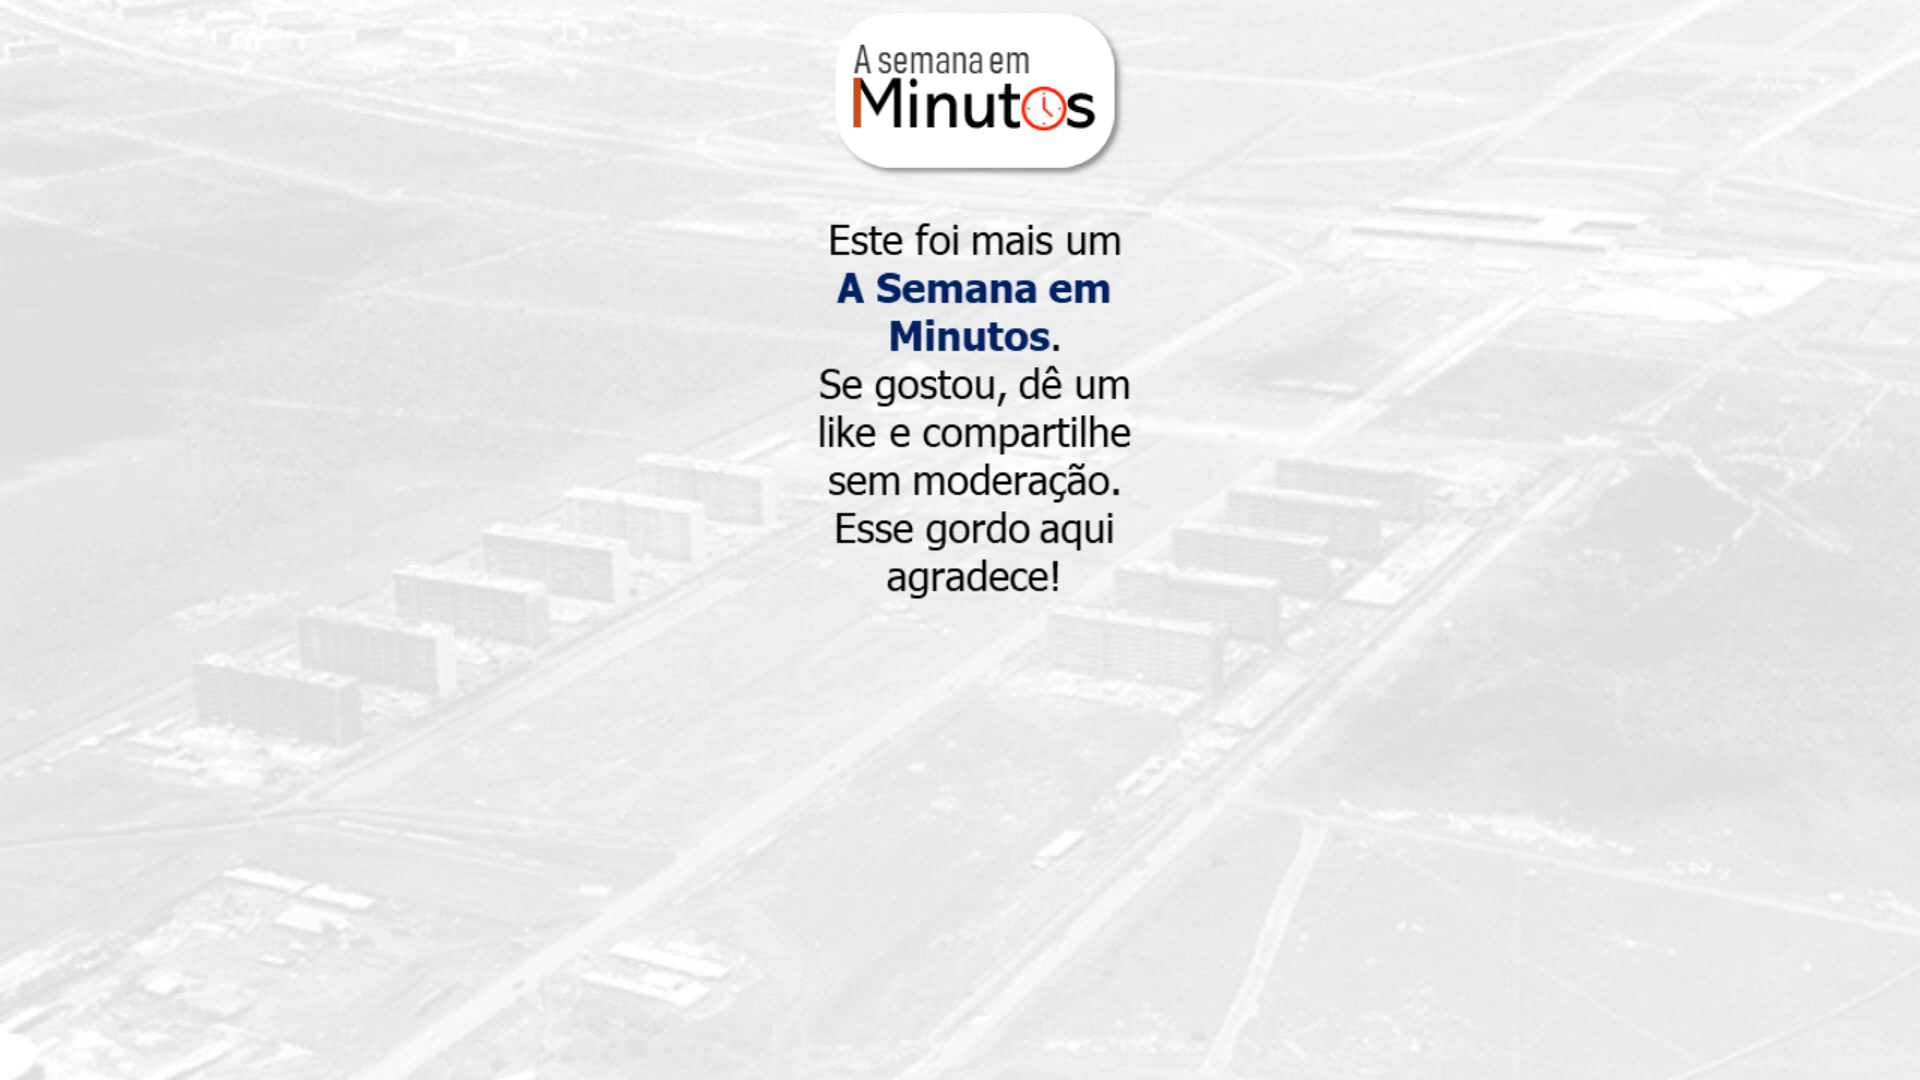 A semana em
Minutos
Este foi mais um
A Semana em
Minutos.
Se gostou, dê um
like e compartilhe
sem moderação.
Esse gordo aqui
agradece!